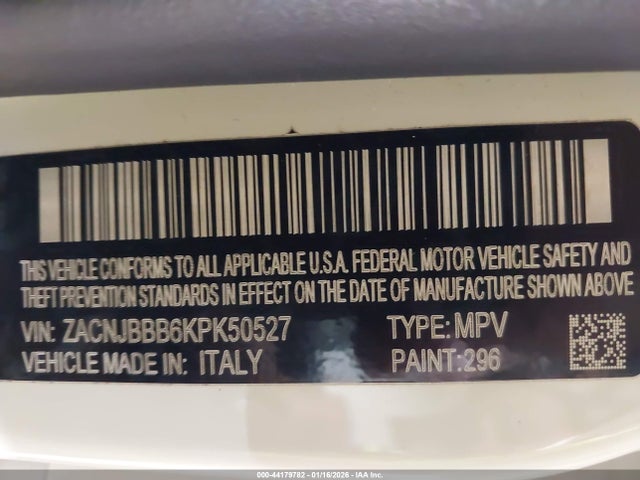 THIS VEHICLE CONFORMS TO ALL APPLICABLE U.S.A. FEDERAL MOTOR VEHICLE SAFETY AND
THEFT PREVENTION STANDARDS IN EFFECT ON THE DATE OF MANUFACTURE SHOWN ABOVE
VIN: ZACNJBBB6KPK50527 TYPE: MPV
VEHICLE MADE IN: ITALY PAINT:296
000-44179782 - 01/16/2026 - IAA Inc.